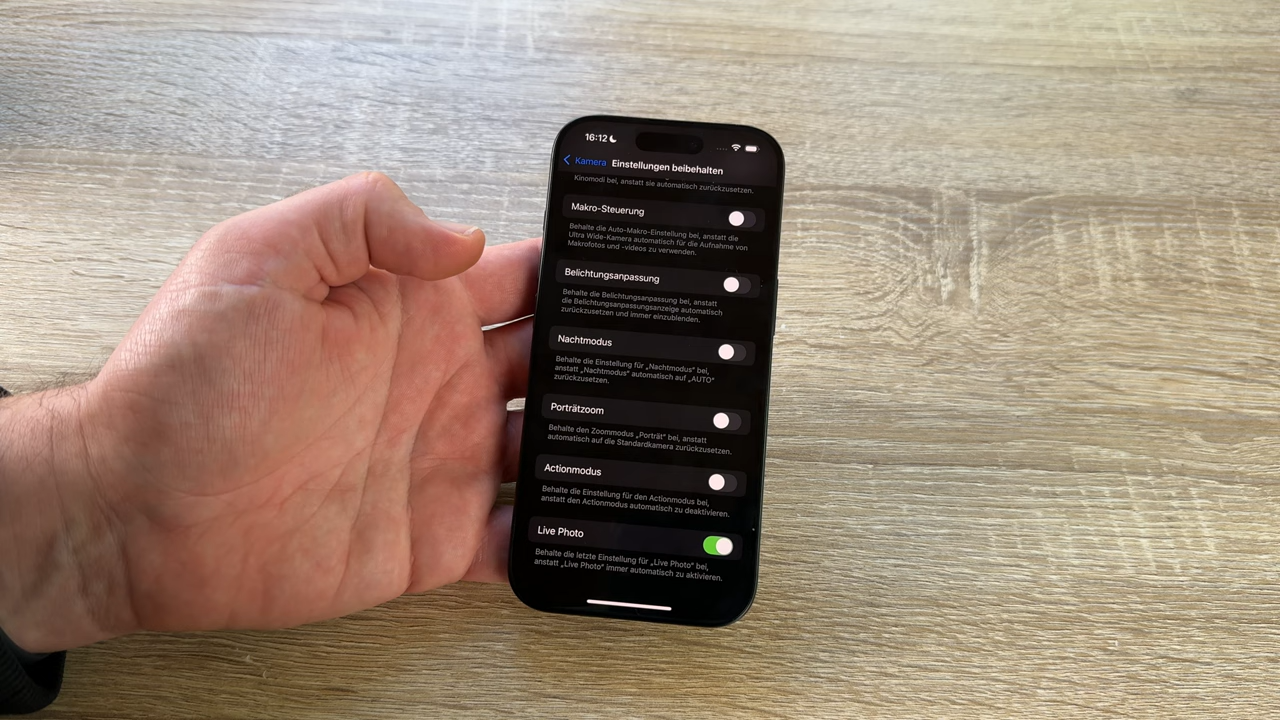 16:12
Kamera Einstellungen beibehalten
Kinomodi bei, anstatt sie automatisch zurückzusetzen.
Makro-Steuerung
Behalte die Auto-Makro-Einstellung bei, anstatt die
Ultra Wide-Kamera automatisch für die Aufnahme von
Makrofotos und -videos zu verwenden.
Belichtungsanpassung
Behalte die Belichtungsanpassung bei, anstatt
die Belichtungsanpassungsanzeige automatisch
zurückzusetzen und immer einzublenden.
Nachtmodus
Behalte die Einstellung für „Nachtmodus“ bei,
anstatt „Nachtmodus“ automatisch auf „AUTO“
zurückzusetzen.
Porträtzoom
Behalte den Zoommodus „Porträt“ bei, anstatt
automatisch auf die Standardkamera zurückzusetzen.
Actionmodus
Behalte die Einstellung für den Actionmodus bei,
anstatt den Actionmodus automatisch zu deaktivieren.
Live Photo
Behalte die letzte Einstellung für „Live Photo“ bei,
anstatt „Live Photo“ immer automatisch zu aktivieren.